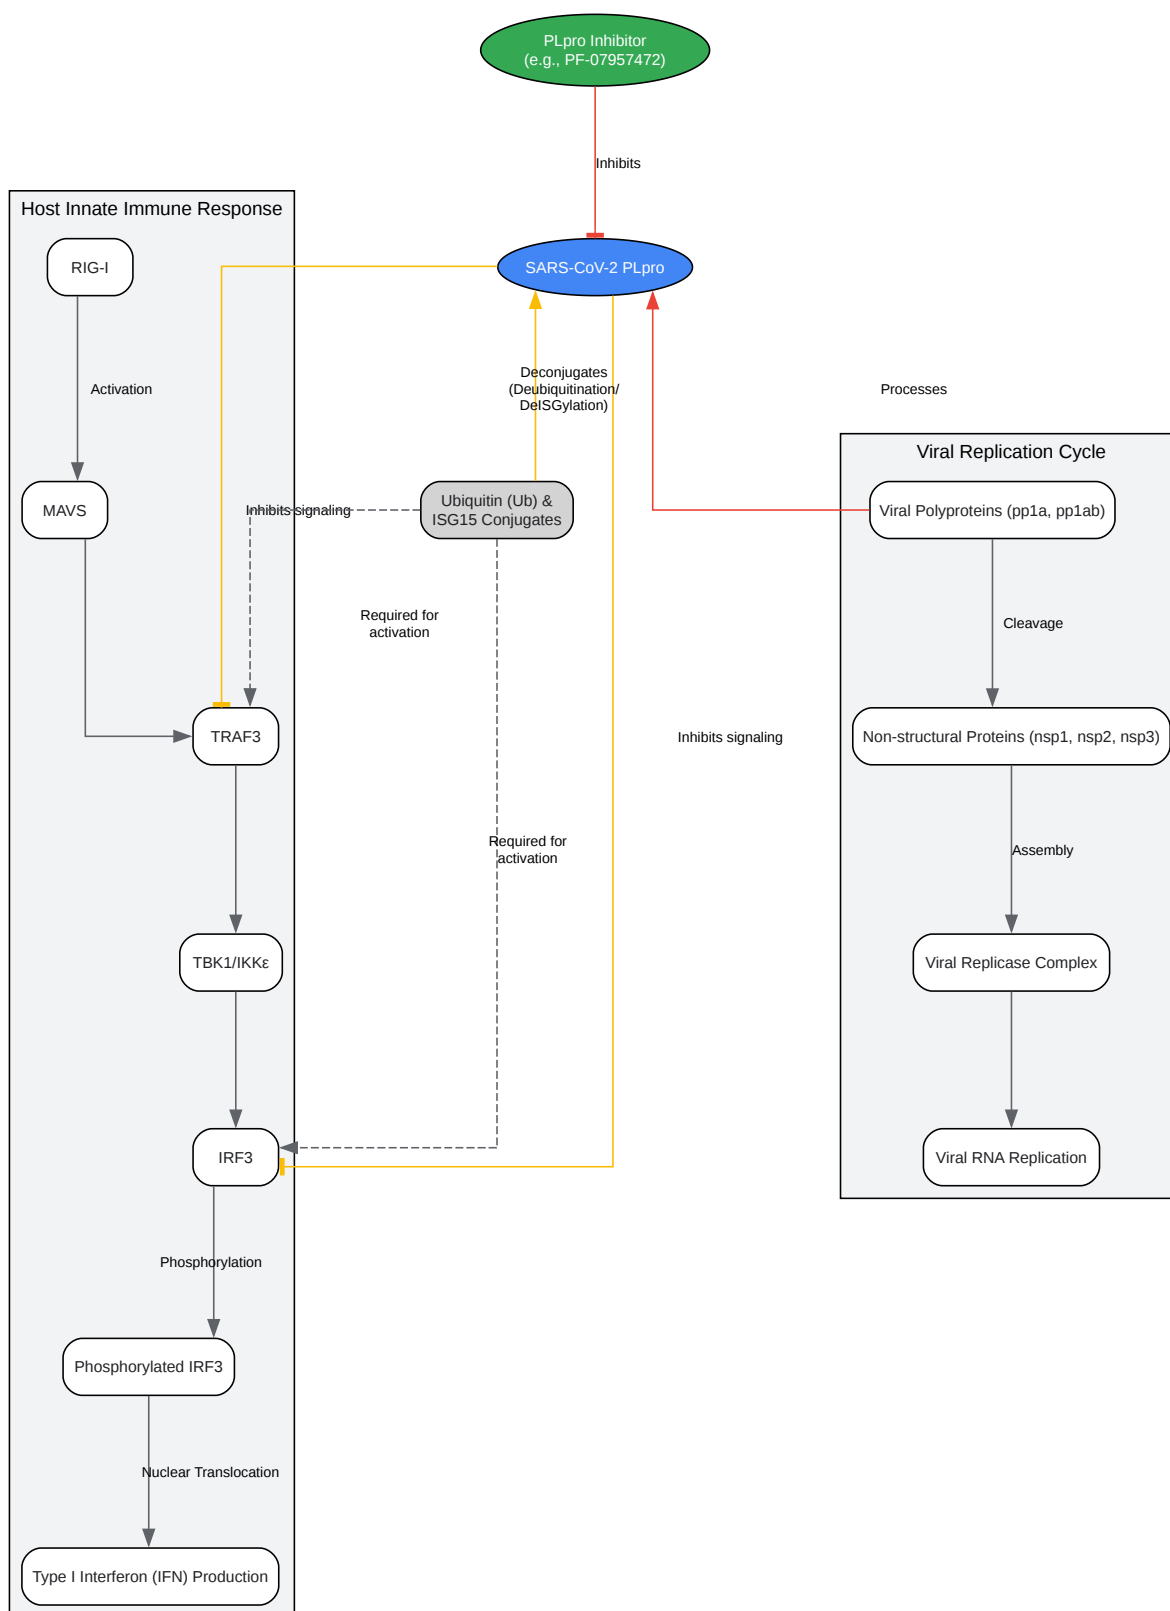 PLpro Inhibitor
(e.g., PF-07957472)
Inhibits
Host Innate Immune Response
RIG-I
SARS-CoV-2 PLpro
Activation
Deconjugates
(Deubiquitination/
DeISGylation)
Processes
Viral Replication Cycle
MAVS
Inhibits signaling
Ubiquitin (Ub) &
ISG15 Conjugates
Viral Polyproteins (pp1a, pp1ab)
Required for
activation
Cleavage
TRAF3
Inhibits signaling
Non-structural Proteins (nsp1, nsp2, nsp3)
Required for
activation
Assembly
TBK1/IKKε
Viral Replicase Complex
IRF3
Viral RNA Replication
Phosphorylation
Phosphorylated IRF3
Nuclear Translocation
Type I Interferon (IFN) Production